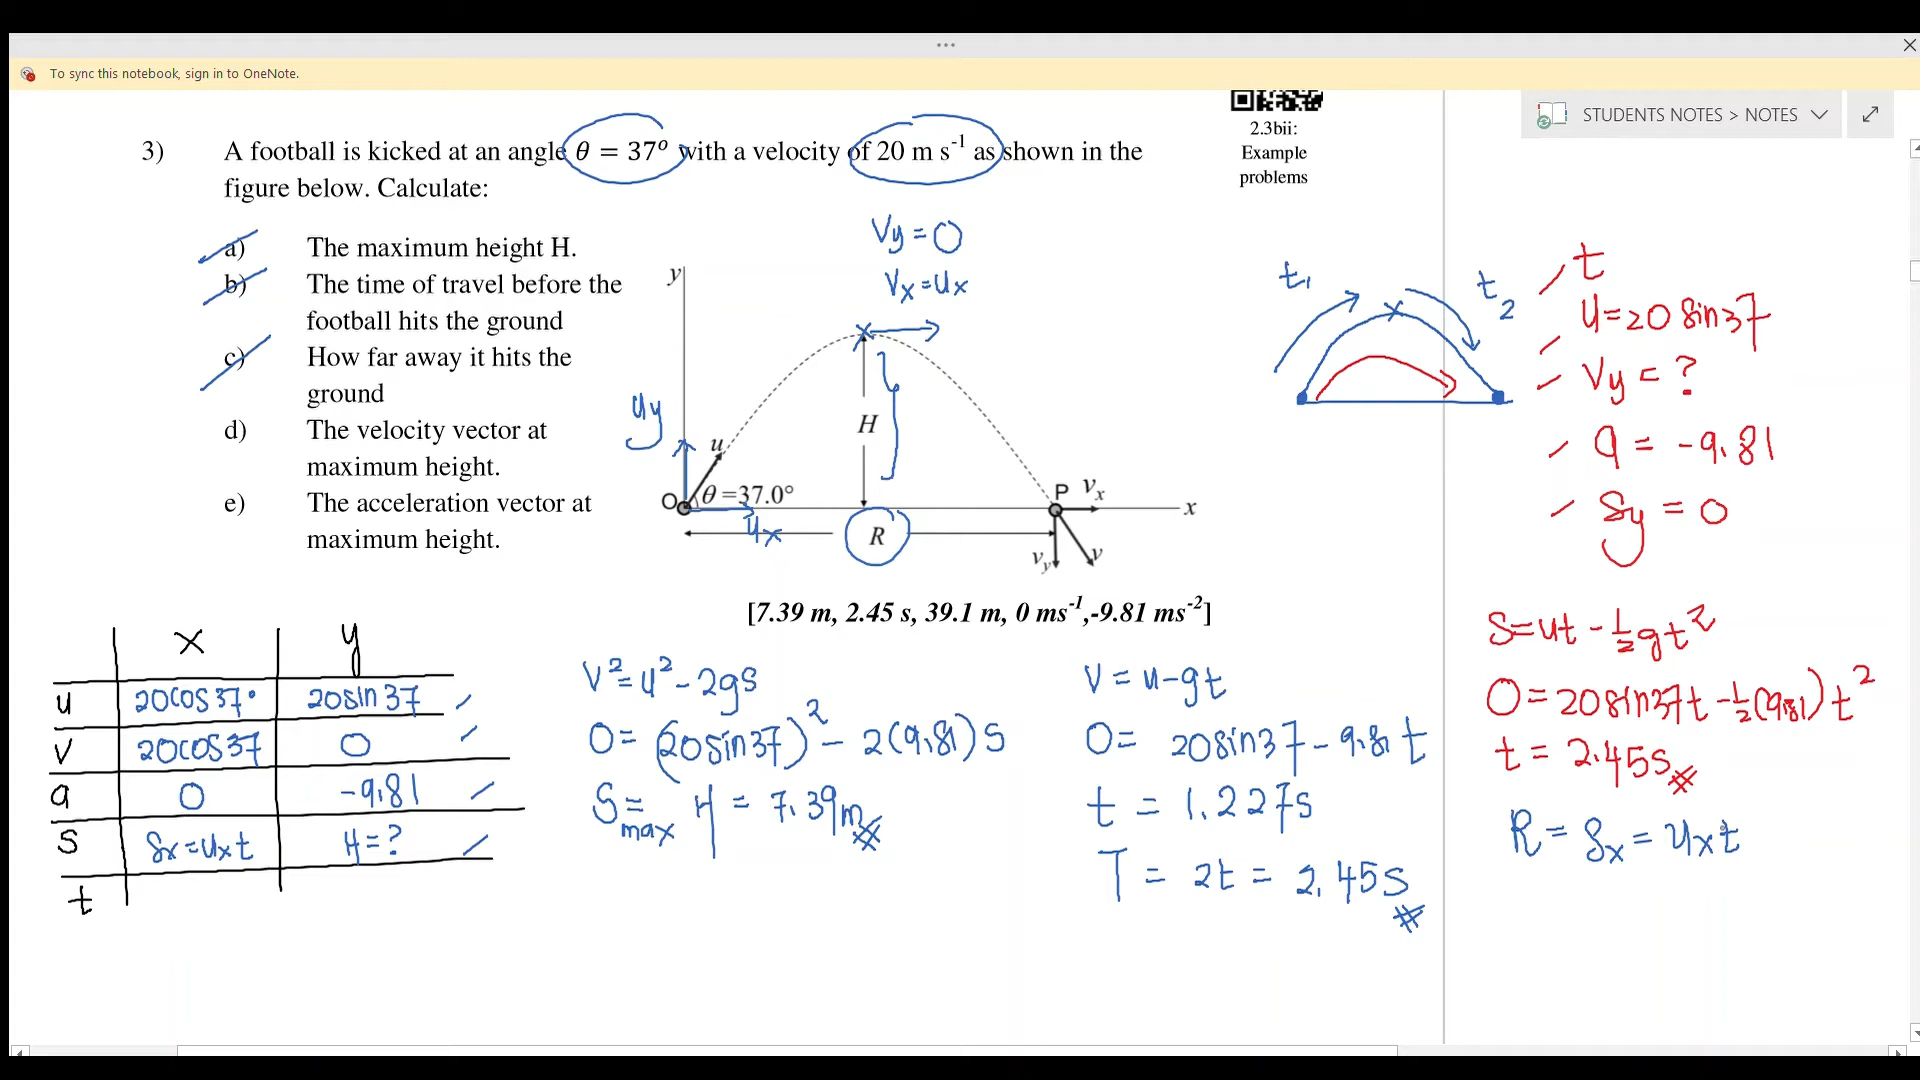 To sync this notebook, sign in to OneNote.
STUDENTS NOTES > NOTES
2.3bii:
Example
problems
3) A football is kicked at an angle θ = 37° with a velocity of 20 m s⁻¹ as shown in the
figure below. Calculate:
a) The maximum height H.
b) The time of travel before the
football hits the ground
c) How far away it hits the
ground
d) The velocity vector at
maximum height.
e) The acceleration vector at
maximum height.
Vy = 0
Vx = Ux
y
uy
u
H
O
θ =37.0°
ux
R
P
vx
x
vy
v
[7.39 m, 2.45 s, 39.1 m, 0 ms⁻¹,-9.81 ms⁻²]
t₁
t₂
t
U = 20 sin37
Vy = ?
a = -9.81
Sy = 0
x y
u 20cos37° 20sin37
v 20cos37 0
a 0 -9.81
s Sx = Uxt H = ?
t
V² = U² - 2gs
0 = (20sin37)² - 2(9.81)s
Smax = H = 7.39m
V = u - gt
0 = 20sin37 - 9.81t
t = 1.227s
T = 2t = 2.45s
S = ut - ½gt²
0 = 20sin37t - ½(9.81)t²
t = 2.45s
R = Sx = Uxt